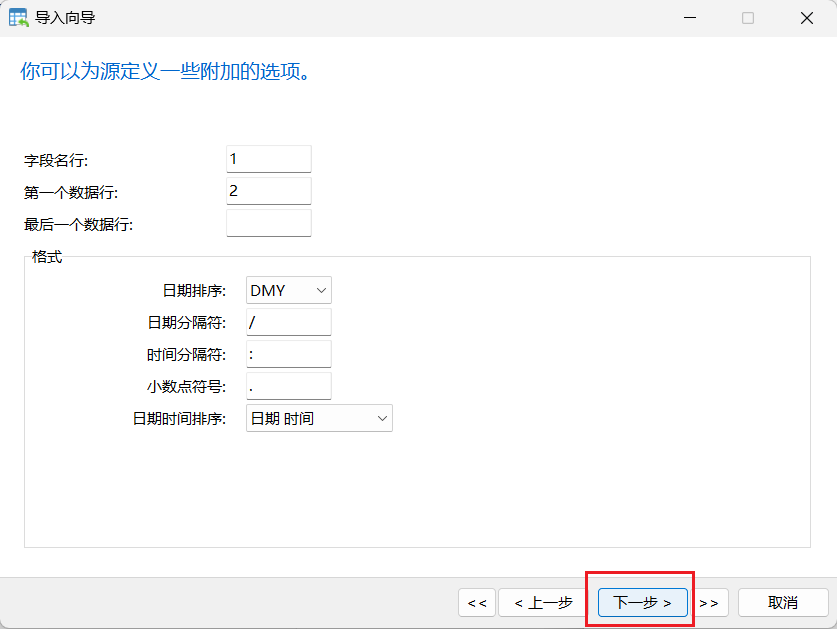 导入向导
你可以为源定义一些附加的选项。
字段名行: 1
第一个数据行: 2
最后一个数据行:
格式
日期排序: DMY
日期分隔符: /
时间分隔符: :
小数点符号: .
日期时间排序: 日期 时间
<< < 上一步 下一步 > >> 取消